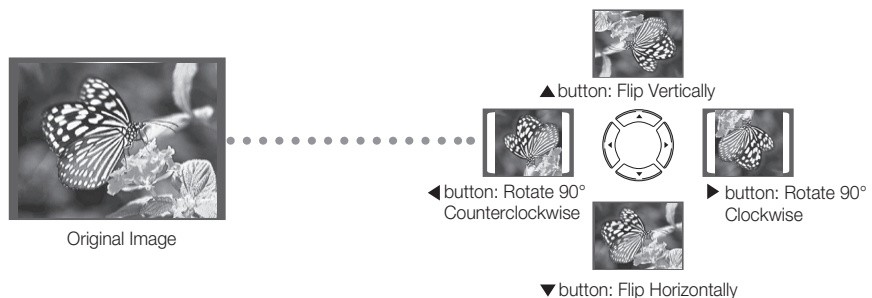 ▲ button: Flip Vertically
◀ button: Rotate 90°
Counterclockwise
▶ button: Rotate 90°
Clockwise
Original Image
▼ button: Flip Horizontally